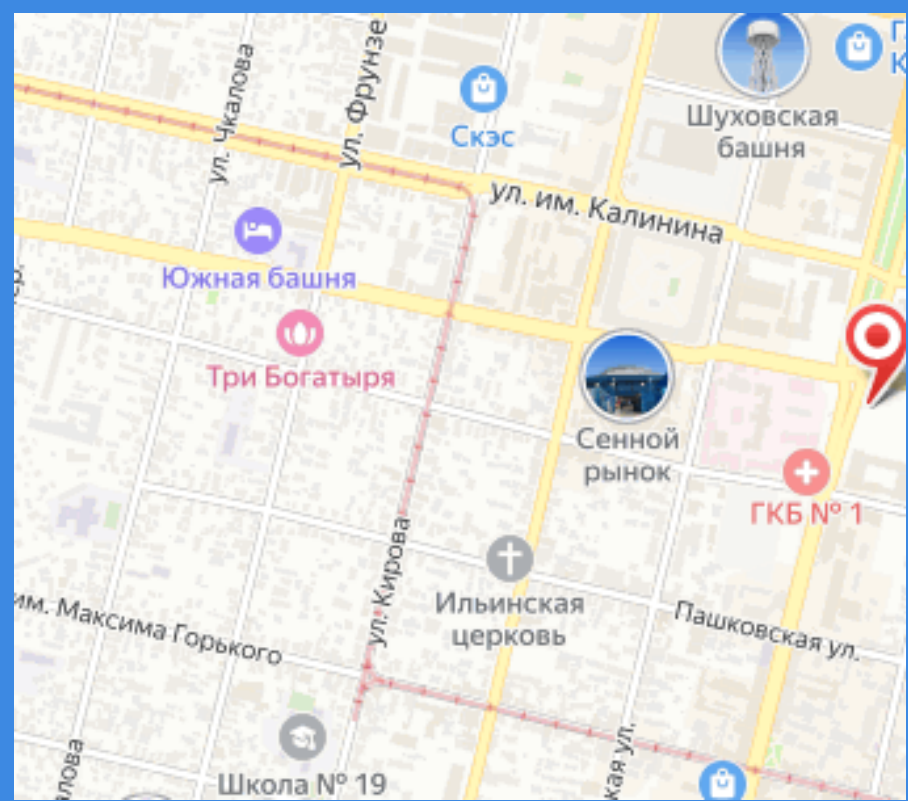 ул. Чкалова
ул. Фрунзе
Скэс
Шуховская
башня
ул. им. Калинина
Южная башня
Три Богатыря
Сенной
рынок
ГКБ № 1
ул. Кирова
Ильинская
церковь
Пашковская ул.
им. Максима Горького
Школа № 19